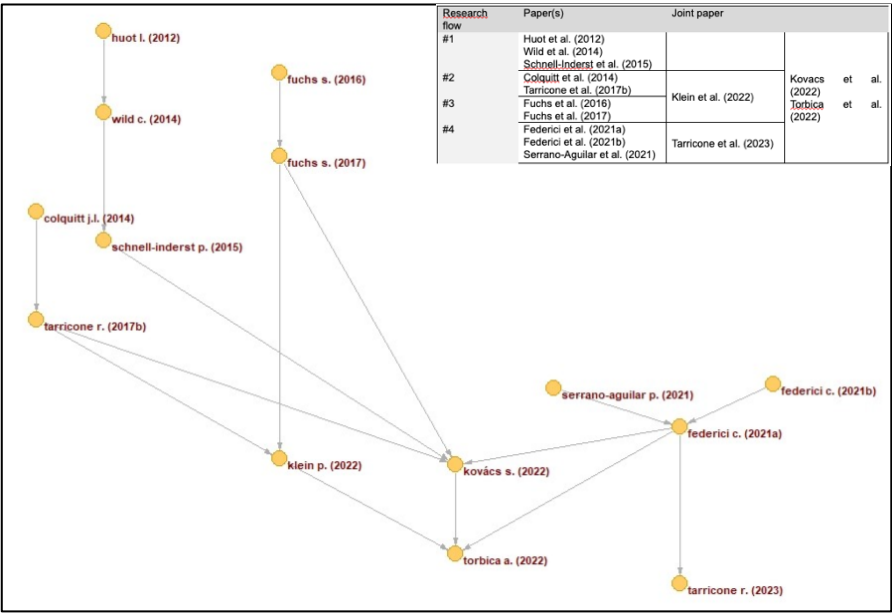 Research flow Paper(s) Joint paper
#1 Huot et al. (2012)
Wild et al. (2014)
Schnell-Inderst et al. (2015)
#2 Colquitt et al. (2014)
Tarricone et al. (2017b)
Klein et al. (2022)
#3 Fuchs et al. (2016)
Fuchs et al. (2017)
#4 Federici et al. (2021a)
Federici et al. (2021b)
Serrano-Aguilar et al. (2021)
Tarricone et al. (2023)
Kovacs et al.
(2022)
Torbica et al.
(2022)
huot l. (2012)
fuchs s. (2016)
wild c. (2014)
fuchs s. (2017)
colquitt j.l. (2014)
schnell-inderst p. (2015)
tarricone r. (2017b)
serrano-aguilar p. (2021)
federici c. (2021b)
federici c. (2021a)
klein p. (2022)
kovács s. (2022)
torbica a. (2022)
tarricone r. (2023)